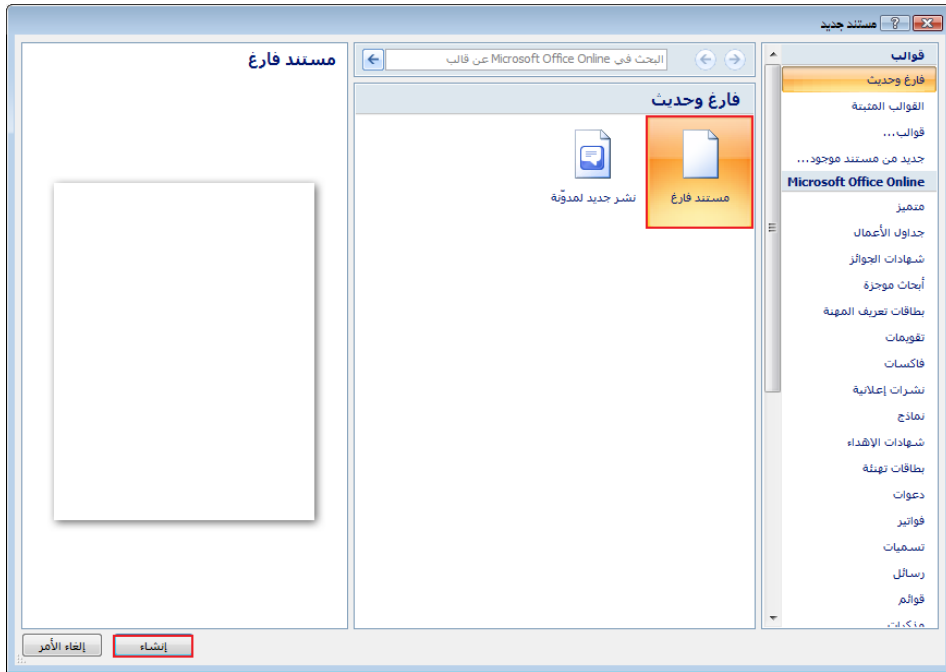 مستند جديد
قوالب
فارغ وحديث
القوالب المثبتة
قوالب...
جديد من مستند موجود...
Microsoft Office Online
متميز
جداول الأعمال
شهادات الجوائز
أبحاث موجزة
بطاقات تعريف المهنة
تقويمات
فاكسات
نشرات إعلانية
نماذج
شهادات الإهداء
بطاقات تهنئة
دعوات
فواتير
تسميات
رسائل
قوائم
مذكرات
البحث في Microsoft Office Online عن قالب
فارغ وحديث
مستند فارغ
نشر جديد لمدوّنة
مستند فارغ
إنشاء
إلغاء الأمر